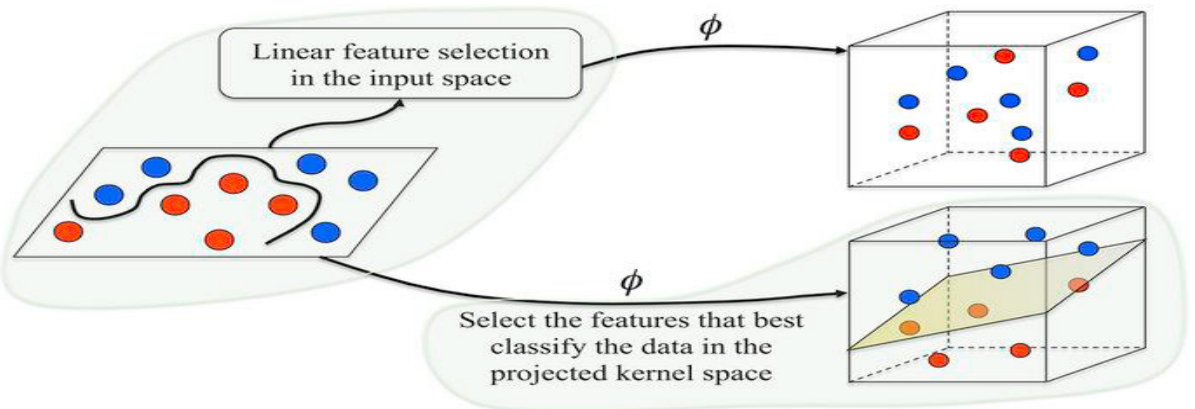 Linear feature selection
in the input space
ϕ
ϕ
Select the features that best
classify the data in the
projected kernel space